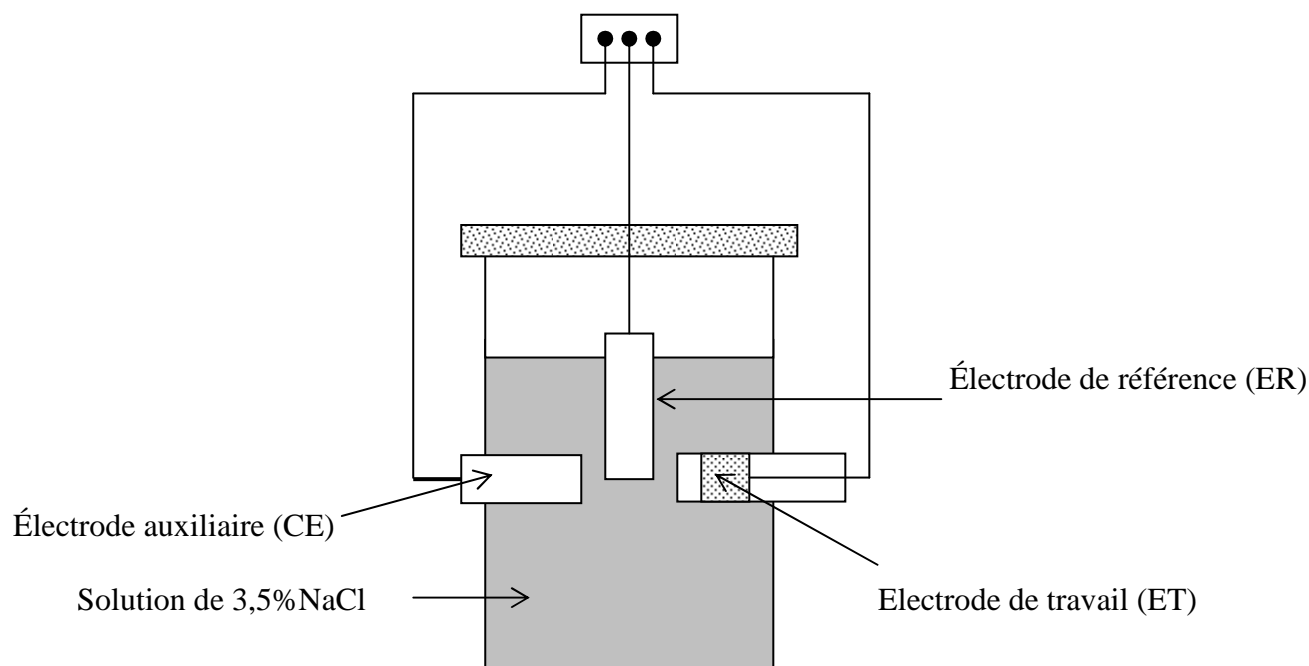 Électrode de référence (ER)
Électrode auxiliaire (CE)
Solution de 3,5%NaCl
Electrode de travail (ET)